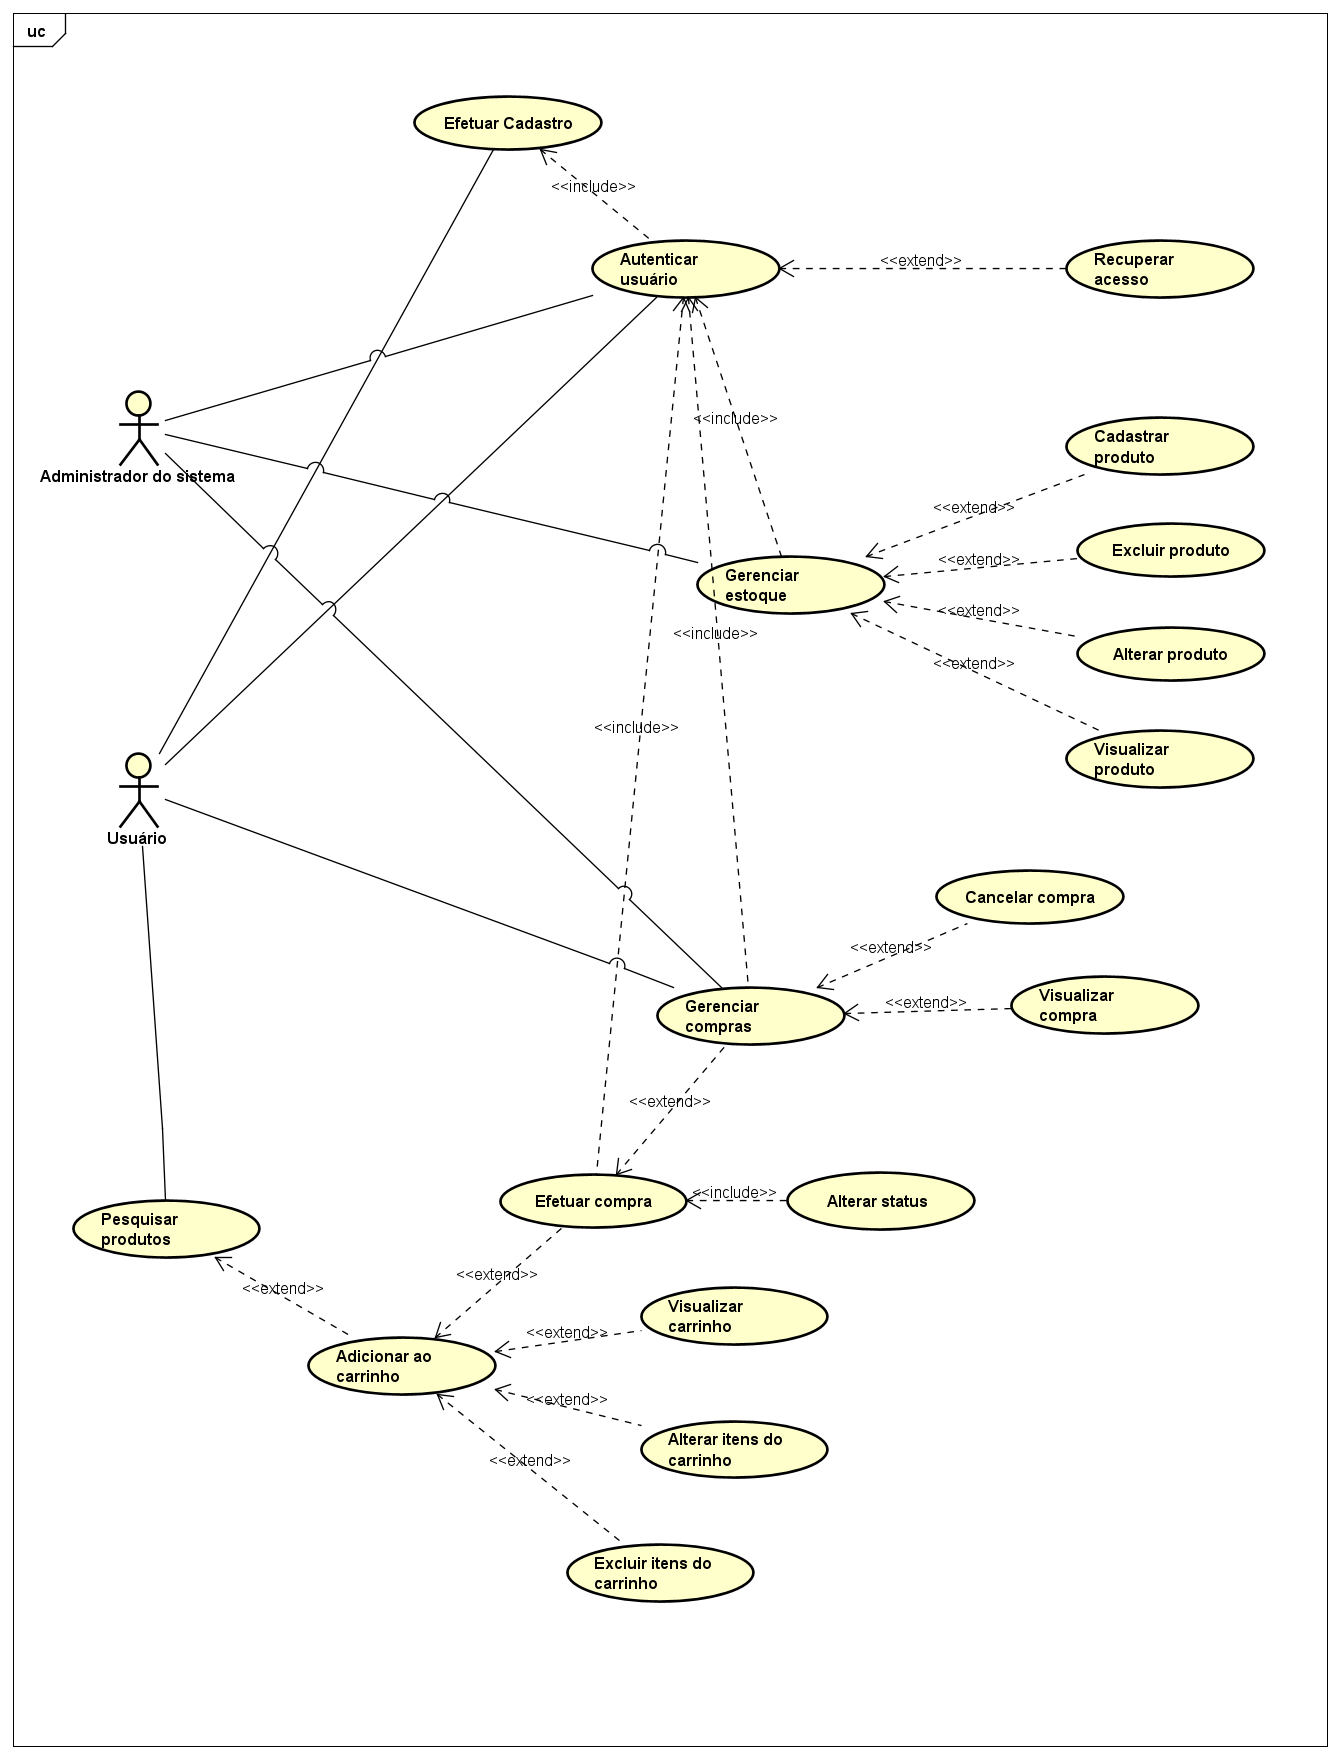 uc
Efetuar Cadastro
<<include>>
Autenticar
usuário
<<extend>>
Recuperar
acesso
Administrador do sistema
<<include>>
Cadastrar
produto
<<extend>>
Excluir produto
<<extend>>
Gerenciar
estoque
<<extend>>
Alterar produto
<<include>>
<<extend>>
Visualizar
produto
<<include>>
Usuário
Cancelar compra
<<extend>>
Gerenciar
compras
<<extend>>
Visualizar
compra
<<extend>>
Efetuar compra
<<include>>
Alterar status
Pesquisar
produtos
<<extend>>
<<extend>>
Visualizar
carrinho
<<extend>>
Adicionar ao
carrinho
<<extend>>
Alterar itens do
carrinho
<<extend>>
Excluir itens do
carrinho